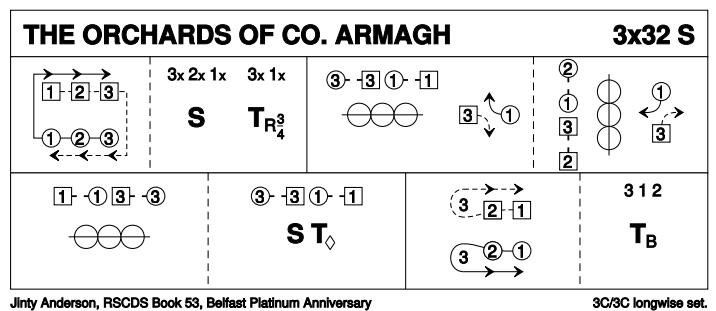 THE ORCHARDS OF CO. ARMAGH 3x32 S
3x 2x 1x 3x 1x
3 3 1 1
2
1 2 3
S TR3/4
3 1
1
3
1
3
1 2 3
2
1 1 3 3
3 3 1 1
3 2 1
3 1 2
S T◊
TB
3 2 1
Jinty Anderson, RSCDS Book 53, Belfast Platinum Anniversary 3C/3C longwise set.